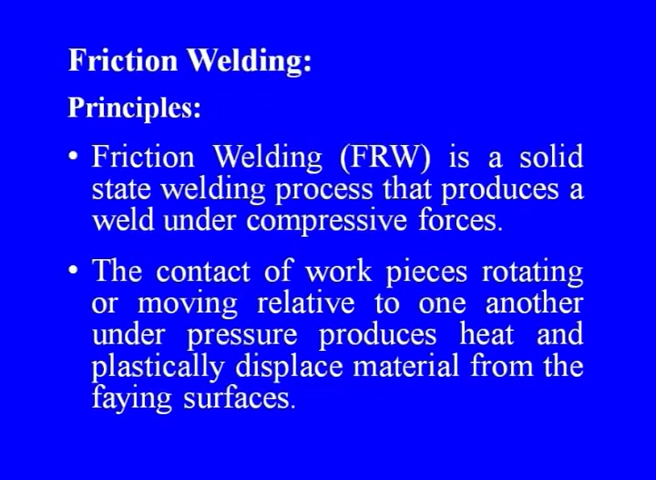 Friction Welding:
Principles:
• Friction Welding (FRW) is a solid
state welding process that produces a
weld under compressive forces.
• The contact of work pieces rotating
or moving relative to one another
under pressure produces heat and
plastically displace material from the
faying surfaces.